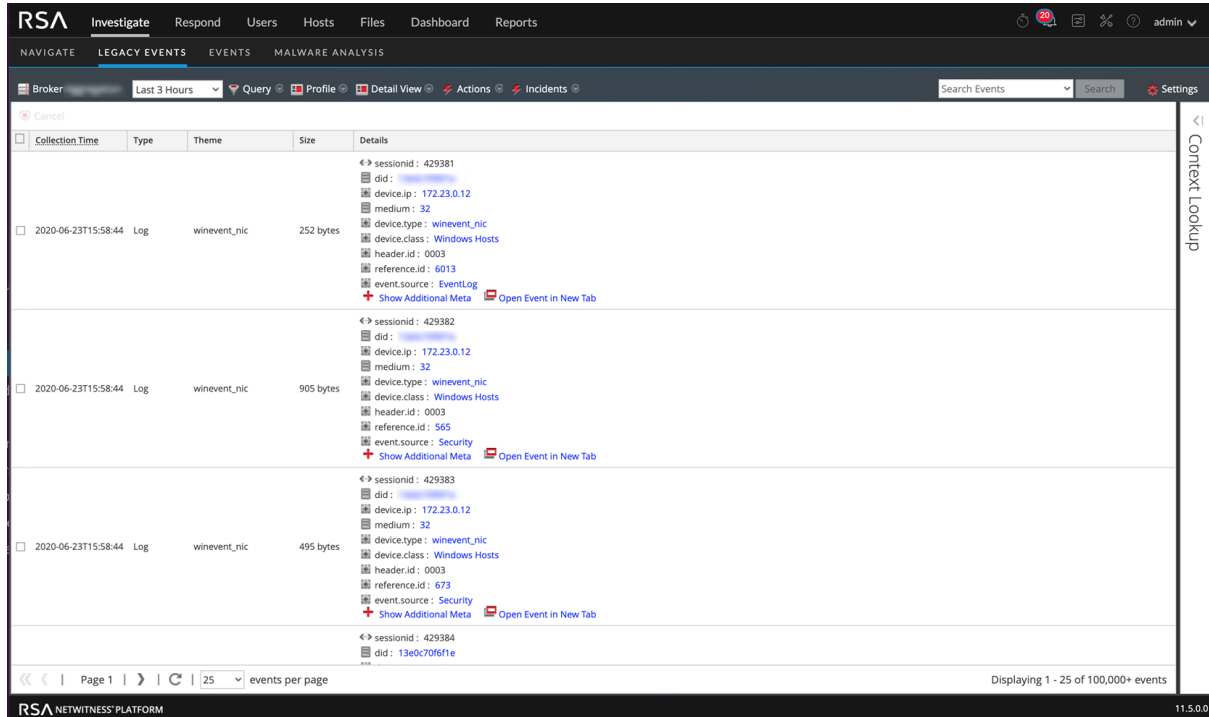 RSA Investigate Respond Users Hosts Files Dashboard Reports 20 admin
NAVIGATE LEGACY EVENTS EVENTS MALWARE ANALYSIS
Broker Last 3 Hours Query Profile Detail View Actions Incidents Search Events Search Settings
Cancel
Collection Time Type Theme Size Details
Context Lookup
sessionid : 429381
did :
device.ip : 172.23.0.12
medium : 32
device.type : winevent_nic
2020-06-23T15:58:44 Log winevent_nic 252 bytes
device.class : Windows Hosts
header.id : 0003
reference.id : 6013
event.source : EventLog
Show Additional Meta Open Event in New Tab
sessionid : 429382
did :
device.ip : 172.23.0.12
medium : 32
device.type : winevent_nic
2020-06-23T15:58:44 Log winevent_nic 905 bytes
device.class : Windows Hosts
header.id : 0003
reference.id : 565
event.source : Security
Show Additional Meta Open Event in New Tab
sessionid : 429383
did :
device.ip : 172.23.0.12
medium : 32
device.type : winevent_nic
2020-06-23T15:58:44 Log winevent_nic 495 bytes
device.class : Windows Hosts
header.id : 0003
reference.id : 673
event.source : Security
Show Additional Meta Open Event in New Tab
sessionid : 429384
did : 13e0c70f6f1e
Page 1 25 events per page Displaying 1 - 25 of 100,000+ events
RSA NETWITNESS PLATFORM 11.5.0.0